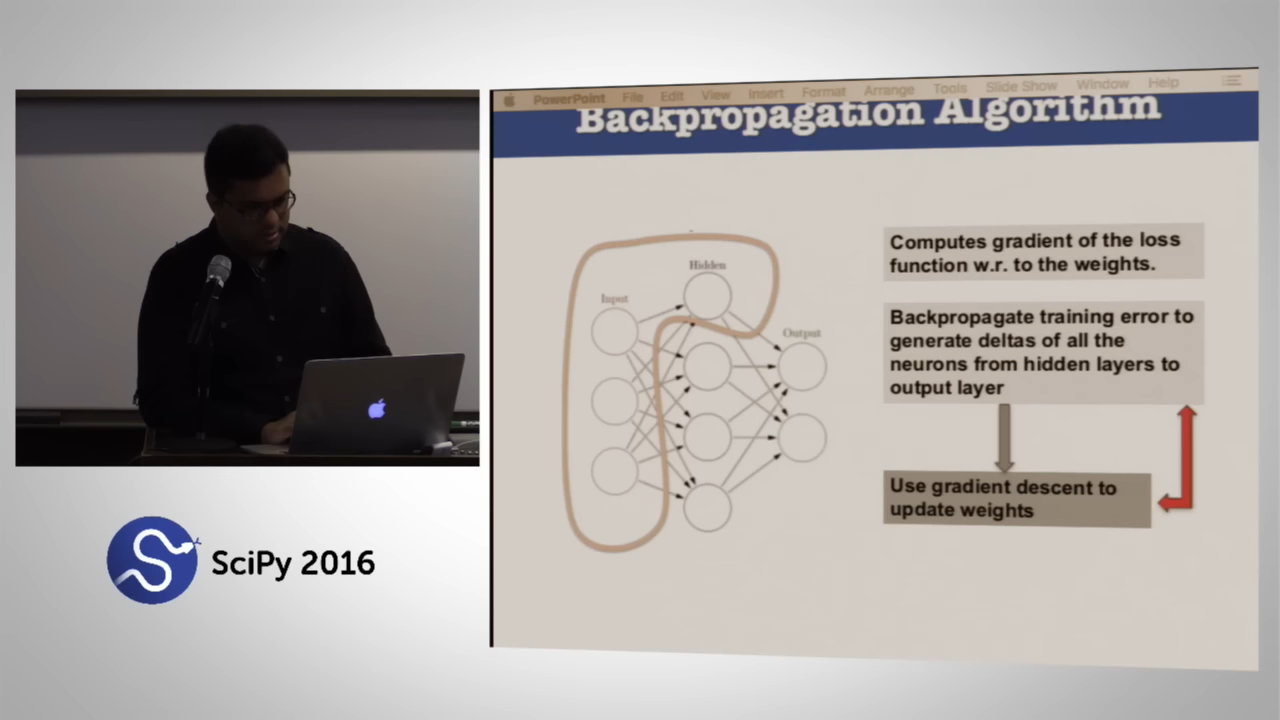 PowerPoint File Edit View Insert Format Arrange Tools Slide Show Window Help
Backpropagation Algorithm
Hidden
Input
Output
Computes gradient of the loss
function w.r. to the weights.
Backpropagate training error to
generate deltas of all the
neurons from hidden layers to
output layer
Use gradient descent to
update weights
SciPy 2016